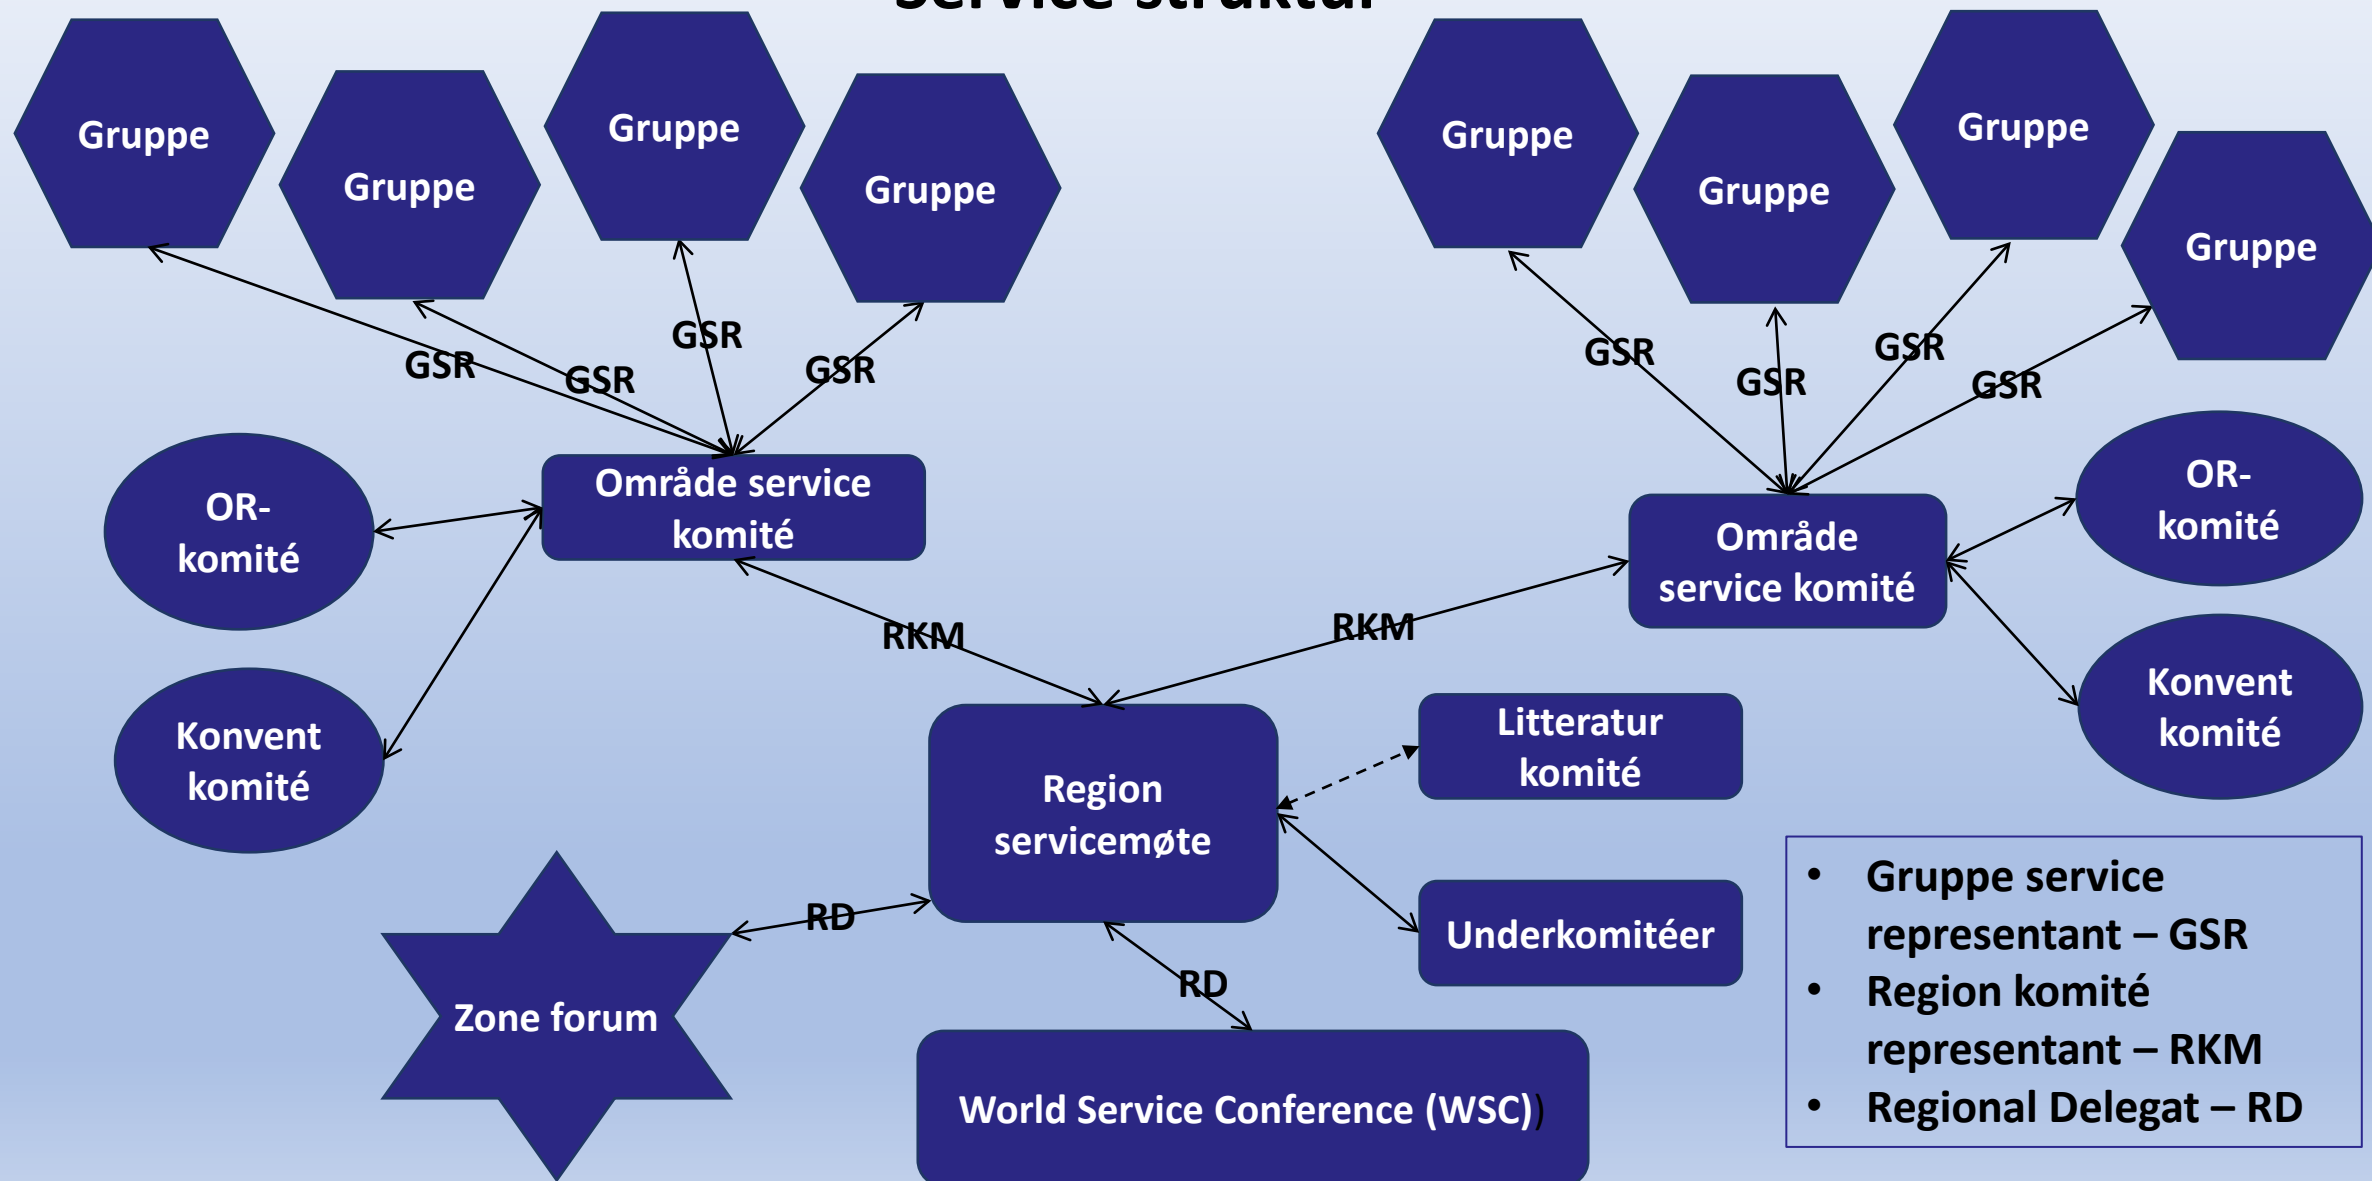 Service struktur
Gruppe
Gruppe
Gruppe
Gruppe
Gruppe
Gruppe
Gruppe
Gruppe
GSR
GSR
GSR
GSR
GSR
GSR
GSR
GSR
OR-
komité
Område service
komité
Område
service komité
OR-
komité
RKM
RKM
Konvent
komité
Konvent
komité
Region
servicemøte
Litteratur
komité
Underkomitéer
RD
RD
Zone forum
World Service Conference (WSC))
• Gruppe service
representant – GSR
• Region komité
representant – RKM
• Regional Delegat – RD